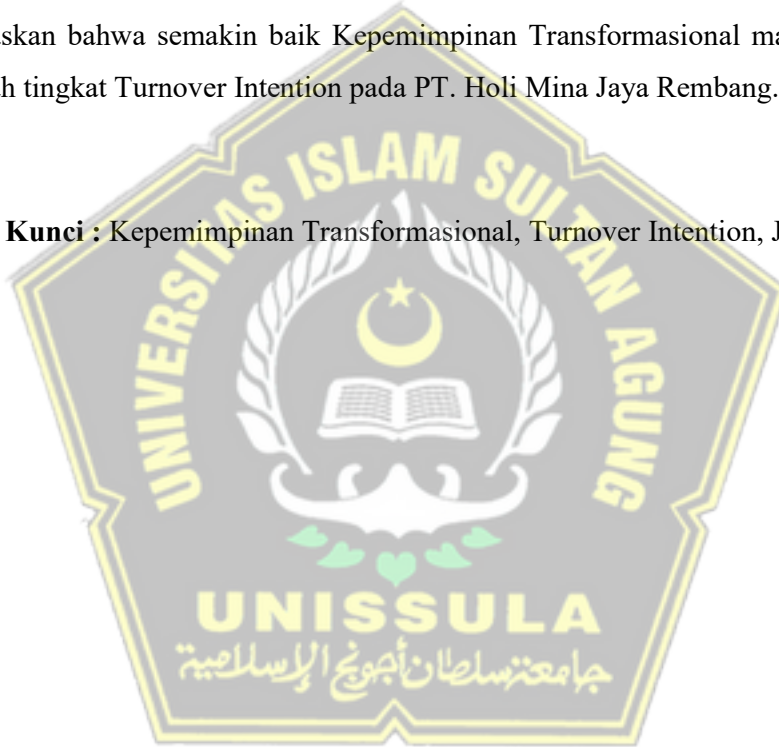 skan bahwa semakin baik Kepemimpinan Transformasional ma
h tingkat Turnover Intention pada PT. Holi Mina Jaya Rembang.
Kunci : Kepemimpinan Transformasional, Turnover Intention, J
UNIVERSITAS ISLAM SULTAN AGUNG
UNISSULA
جامعة سلطان أجونج الإسلامية